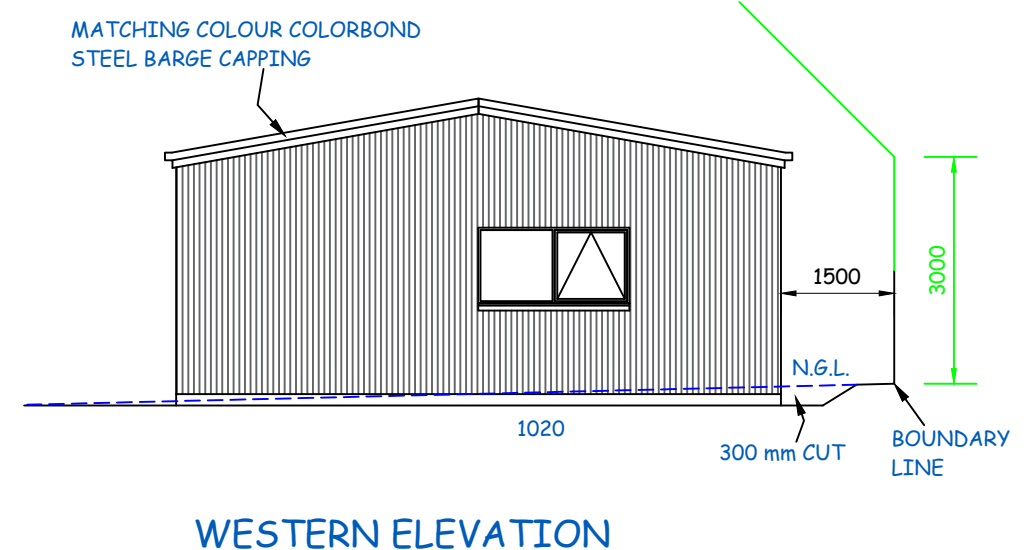 MATCHING COLOUR COLORBOND
STEEL BARGE CAPPING
1500
3000
N.G.L.
1020
300 mm CUT
BOUNDARY
LINE
WESTERN ELEVATION